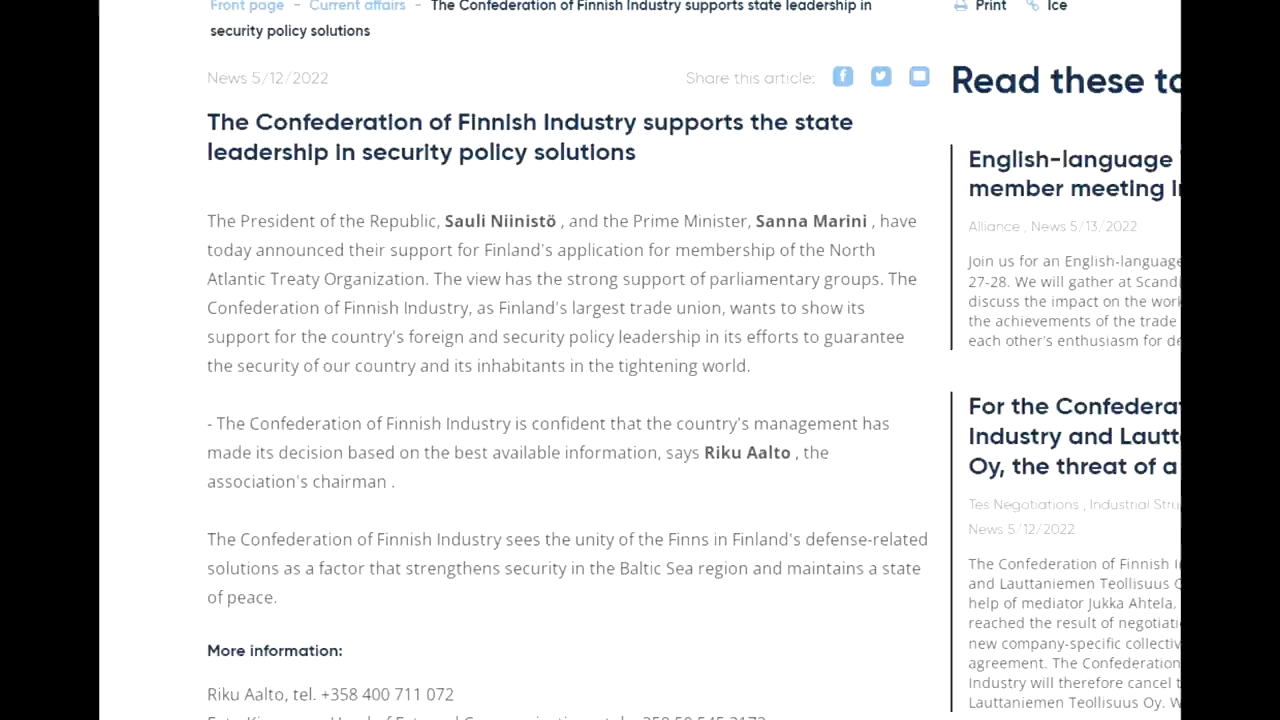 Front page - Current affairs - The Confederation of Finnish Industry supports state leadership in
security policy solutions
News 5/12/2022
Share this article:
The Confederation of Finnish Industry supports the state
leadership in security policy solutions
The President of the Republic, Sauli Niinistö , and the Prime Minister, Sanna Marini , have
today announced their support for Finland's application for membership of the North
Atlantic Treaty Organization. The view has the strong support of parliamentary groups. The
Confederation of Finnish Industry, as Finland's largest trade union, wants to show its
support for the country's foreign and security policy leadership in its efforts to guarantee
the security of our country and its inhabitants in the tightening world.
- The Confederation of Finnish Industry is confident that the country's management has
made its decision based on the best available information, says Riku Aalto , the
association's chairman .
The Confederation of Finnish Industry sees the unity of the Finns in Finland's defense-related
solutions as a factor that strengthens security in the Baltic Sea region and maintains a state
of peace.
More information:
Riku Aalto, tel. +358 400 711 072
Print Ice
Read these
English-language
member meeting
Alliance , News 5/13/2022
Join us for an English-language
27-28. We will gather at
discuss the impact on the
the achievements of the trade
each other's enthusiasm for
For the
Industry and
Oy, the threat of a
Tes Negotiations , Industrial
News 5/12/2022
The Confederation of Finnish
and Lauttaniemen Teollisuus
help of mediator Jukka Ahtela,
reached the result of
new company-specific
agreement. The Confederation
Industry will therefore cancel
Lauttaniemen Teollisuus Oy.